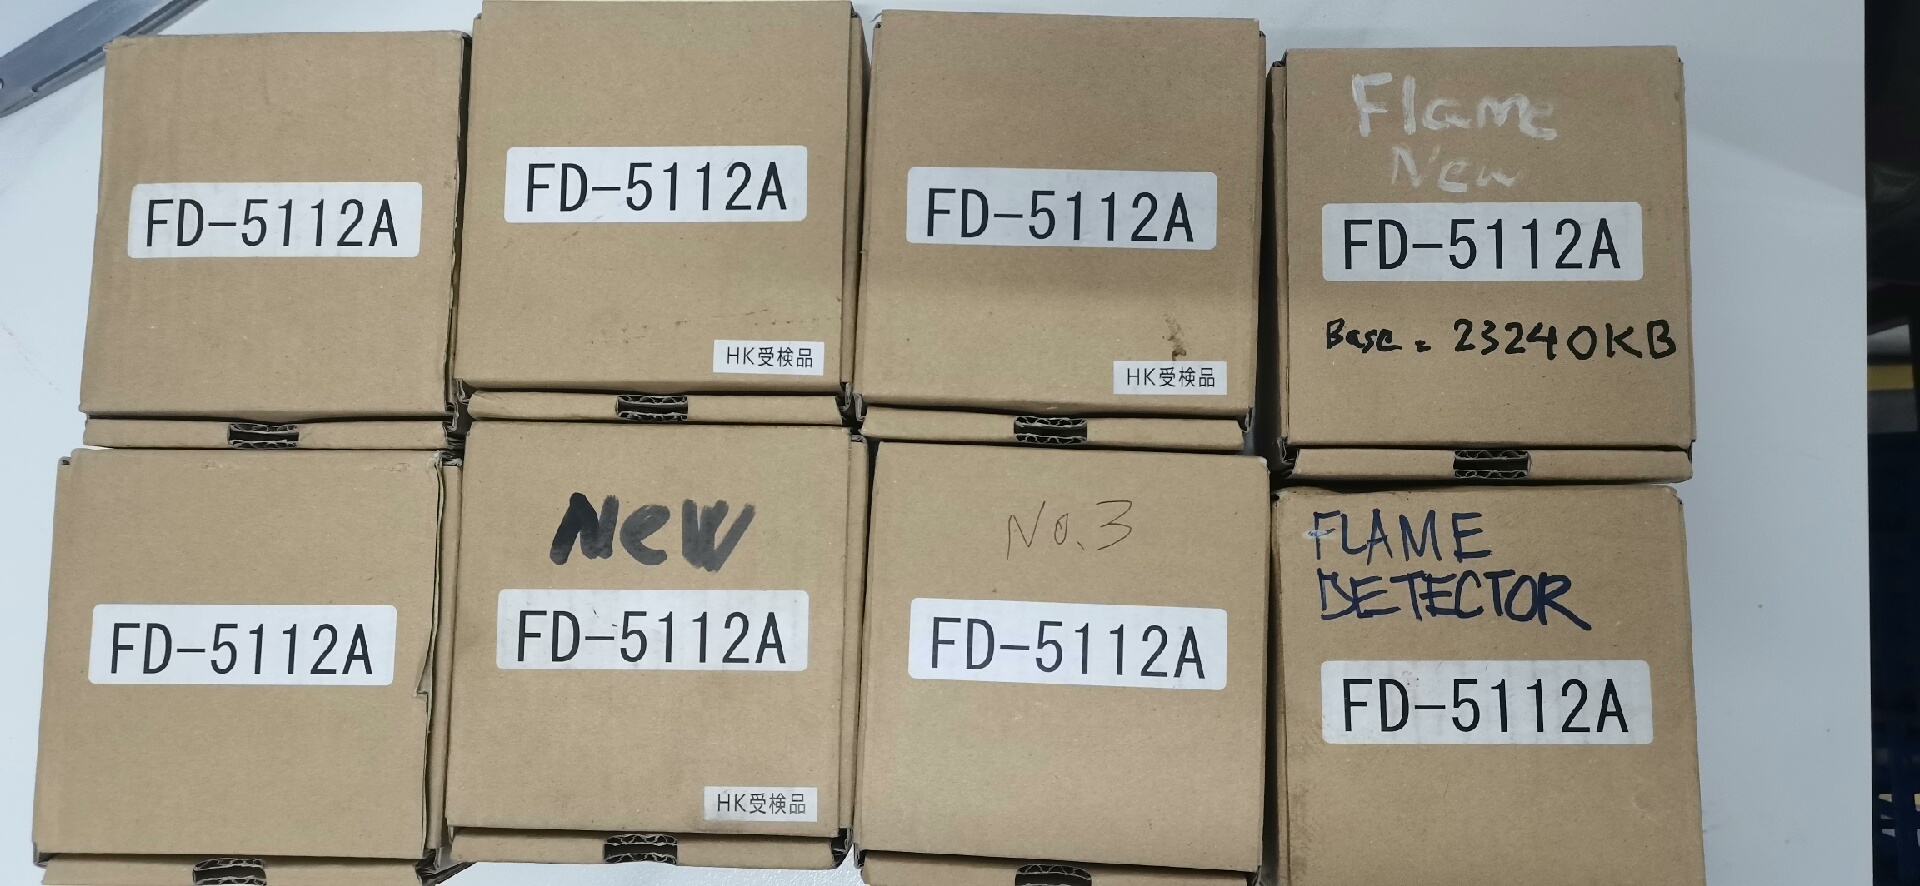 FD-5112A
FD-5112A
HK受検品
FD-5112A
HK受検品
Flame
New
FD-5112A
Base = 23240KB
FD-5112A
New
FD-5112A
HK受検品
No.3
FD-5112A
FLAME
DETECTOR
FD-5112A